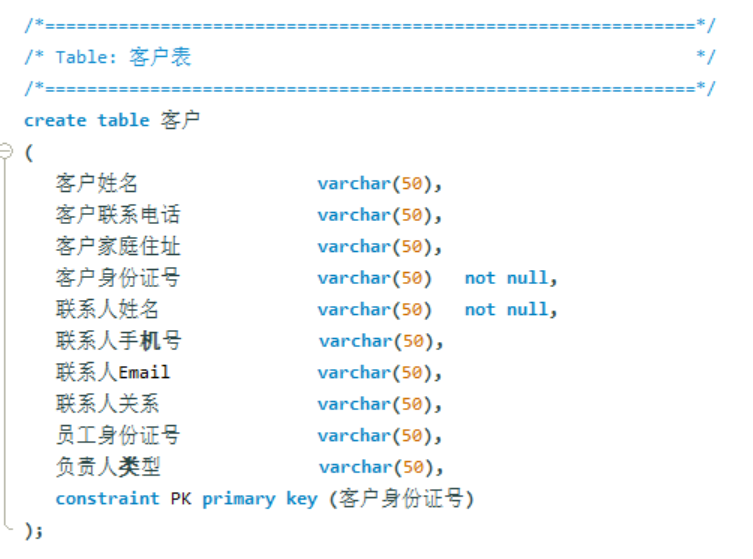 /*==============================================================*/
/* Table: 客户表                                                */
/*==============================================================*/
create table 客户
(
   客户姓名                 varchar(50),
   客户联系电话               varchar(50),
   客户家庭住址               varchar(50),
   客户身份证号               varchar(50)   not null,
   联系人姓名                varchar(50)   not null,
   联系人手机号               varchar(50),
   联系人Email             varchar(50),
   联系人关系                varchar(50),
   员工身份证号               varchar(50),
   负责人类型                varchar(50),
   constraint PK primary key (客户身份证号)
);